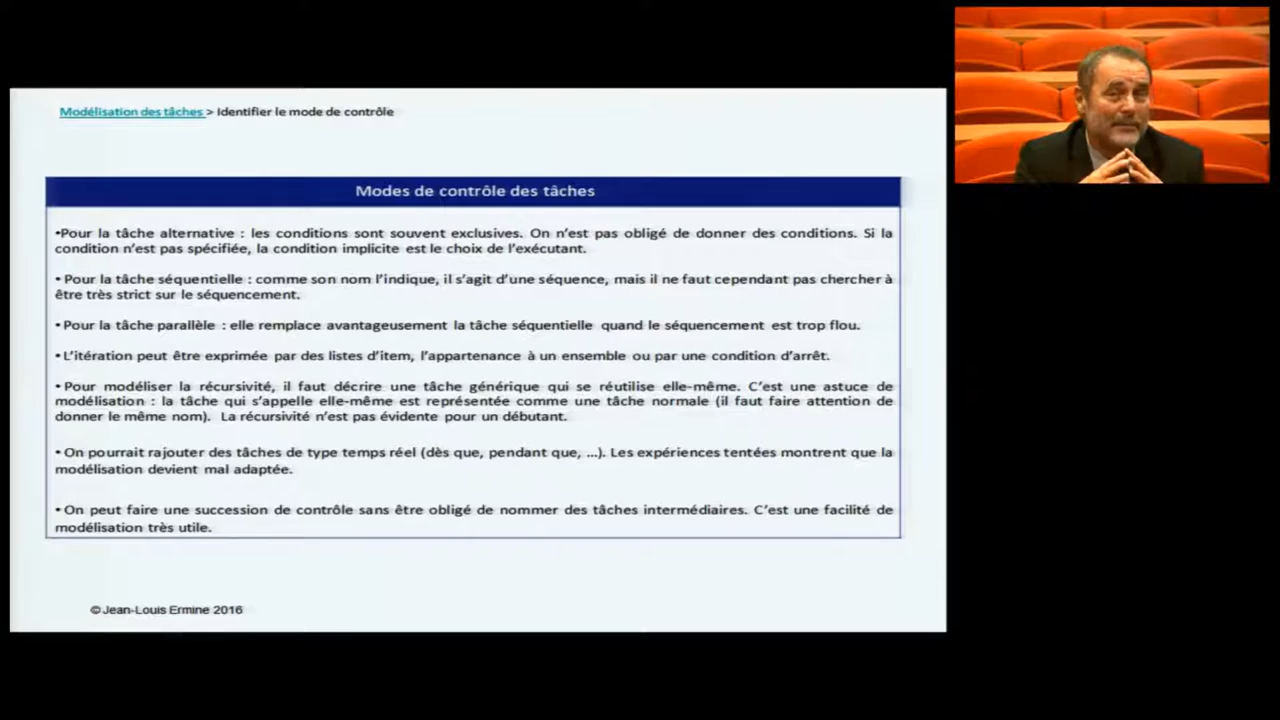 Modélisation des tâches > Identifier le mode de contrôle
Modes de contrôle des tâches
•Pour la tâche alternative : les conditions sont souvent exclusives. On n'est pas obligé de donner des conditions. Si la
condition n'est pas spécifiée, la condition implicite est le choix de l'exécutant.
• Pour la tâche séquentielle : comme son nom l'indique, il s'agit d'une séquence, mais il ne faut cependant pas chercher à
être très strict sur le séquencement.
• Pour la tâche parallèle : elle remplace avantageusement la tâche séquentielle quand le séquencement est trop flou.
• L'itération peut être exprimée par des listes d'item, l'appartenance à un ensemble ou par une condition d'arrêt.
• Pour modéliser la récursivité, il faut décrire une tâche générique qui se réutilise elle-même. C'est une astuce de
modélisation : la tâche qui s'appelle elle-même est représentée comme une tâche normale (il faut faire attention de
donner le même nom). La récursivité n'est pas évidente pour un débutant.
• On pourrait rajouter des tâches de type temps réel (dès que, pendant que, ...). Les expériences tentées montrent que la
modélisation devient mal adaptée.
• On peut faire une succession de contrôle sans être obligé de nommer des tâches intermédiaires. C'est une facilité de
modélisation très utile.
©Jean-Louis Ermine 2016